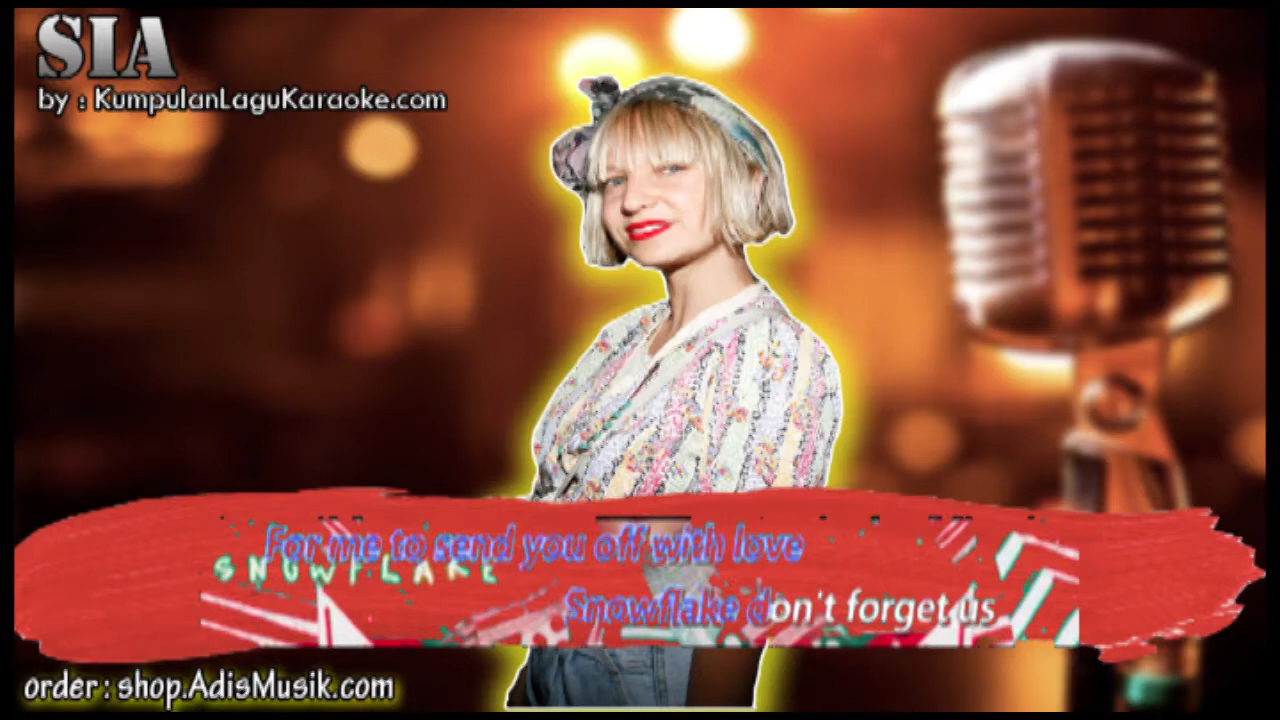 SIA
by : KumpulanLaguKaraoke.com
For me to send you off with love
SNOWFLAKE
Snowflake don't forget us
order : shop.AdisMusik.com